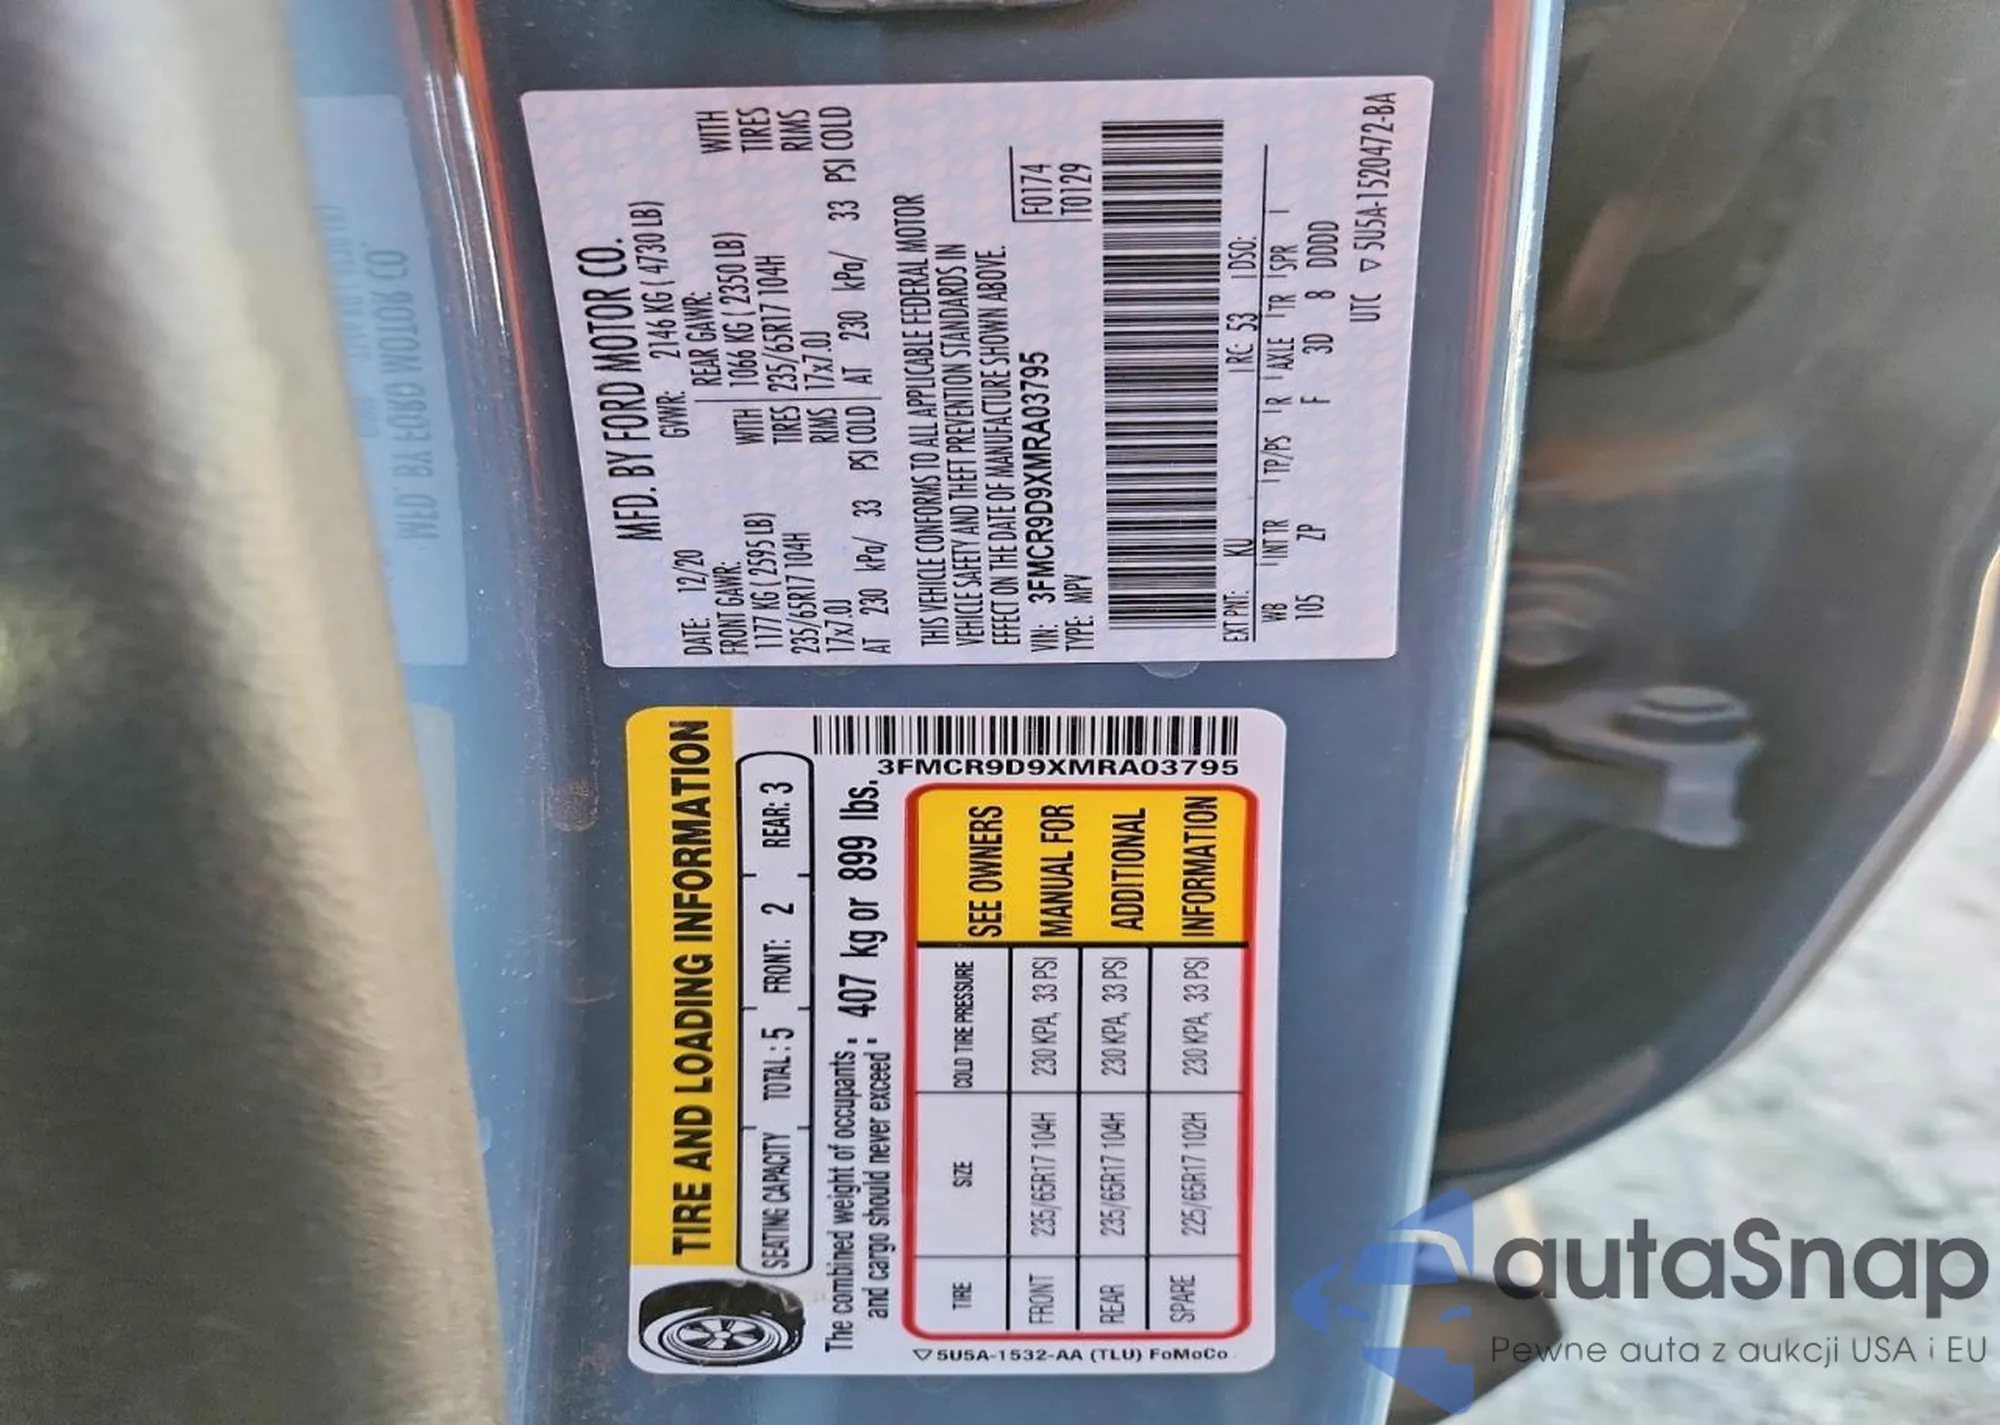 MFD. BY FORD MOTOR CO.
DATE: 12/20 GVWR: 2146 KG ( 4730 LB)
FRONT GAWR: REAR GAWR:
1177 KG ( 2595 LB) WITH 1066 KG ( 2350 LB) WITH
235/65R17 104H TIRES 235/65R17 104H TIRES
17x7.0J RIMS 17x7.0J RIMS
AT 230 kPa/ 33 PSI COLD AT 230 kPa/ 33 PSI COLD
THIS VEHICLE CONFORMS TO ALL APPLICABLE FEDERAL MOTOR
VEHICLE SAFETY AND THEFT PREVENTION STANDARDS IN
EFFECT ON THE DATE OF MANUFACTURE SHOWN ABOVE.
VIN: 3FMCR9D9XMRA03795 F0174
TYPE: MPV T0129
EXT PNT: KU RC: 53 DSO:
WB INT TR TP/PS R AXLE TR SPR
105 ZP F 3D 8 DDDD
UTC ▽ 5U5A-1520472-BA
TIRE AND LOADING INFORMATION
SEATING CAPACITY TOTAL: 5 FRONT: 2 REAR: 3
The combined weight of occupants
and cargo should never exceed : 407 kg or 899 lbs.
3FMCR9D9XMRA03795
TIRE SIZE COLD TIRE PRESSURE
FRONT 235/65R17 104H 230 KPA, 33 PSI
REAR 235/65R17 104H 230 KPA, 33 PSI
SPARE 225/65R17 102H 230 KPA, 33 PSI
SEE OWNERS
MANUAL FOR
ADDITIONAL
INFORMATION
▽ 5U5A-1532-AA (TLU) FoMoCo
autaSnap
Pewne auta z aukcji USA i EU